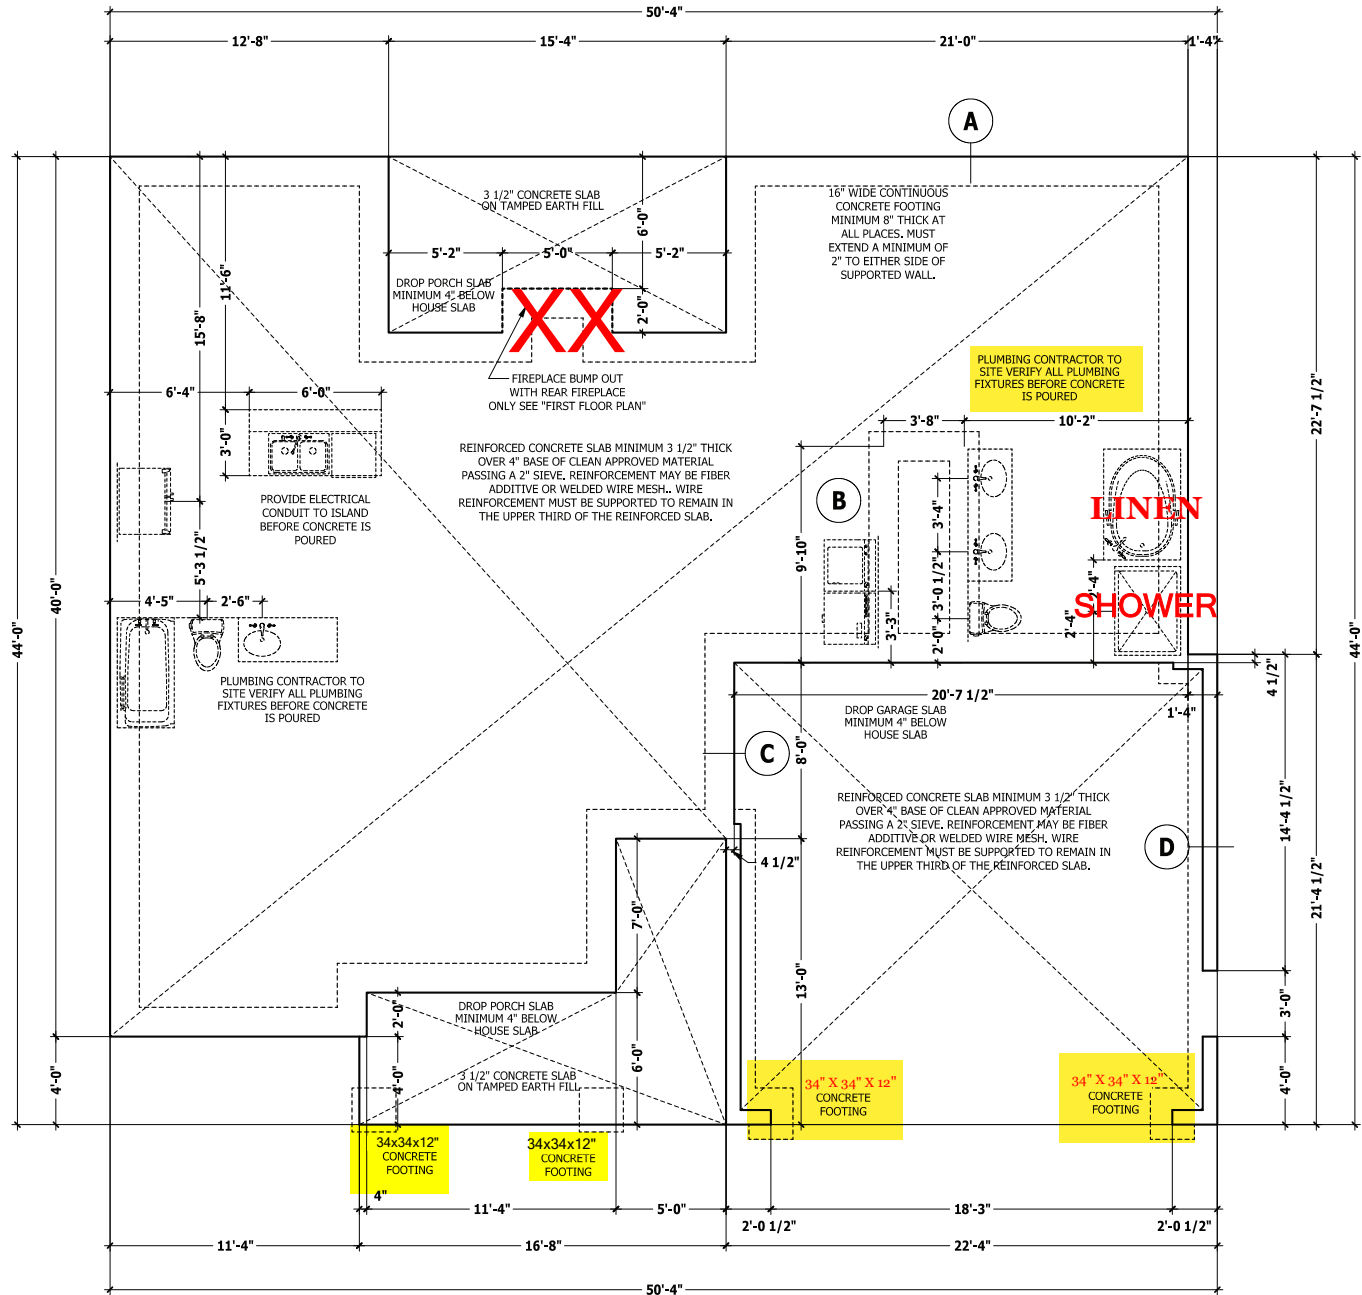 50'-4"
12'-8"
15'-4"
21'-0"
1'-4"
A
3 1/2" CONCRETE SLAB
ON TAMPED EARTH FILL
16" WIDE CONTINUOUS
CONCRETE FOOTING
MINIMUM 8" THICK AT
ALL PLACES. MUST
EXTEND A MINIMUM OF
2" TO EITHER SIDE OF
SUPPORTED WALL.
6'-0"
5'-2"
5'-0"
5'-2"
11'-6"
15'-8"
DROP PORCH SLAB
MINIMUM 4" BELOW
HOUSE SLAB
XX
2'-0"
FIREPLACE BUMP OUT
WITH REAR FIREPLACE
ONLY SEE "FIRST FLOOR PLAN"
PLUMBING CONTRACTOR TO
SITE VERIFY ALL PLUMBING
FIXTURES BEFORE CONCRETE
IS POURED
22'-7 1/2"
6'-4"
6'-0"
3'-8"
10'-2"
3'-0"
REINFORCED CONCRETE SLAB MINIMUM 3 1/2" THICK
OVER 4" BASE OF CLEAN APPROVED MATERIAL
PASSING A 2" SIEVE. REINFORCEMENT MAY BE FIBER
ADDITIVE OR WELDED WIRE MESH.. WIRE
REINFORCEMENT MUST BE SUPPORTED TO REMAIN IN
THE UPPER THIRD OF THE REINFORCED SLAB.
PROVIDE ELECTRICAL
CONDUIT TO ISLAND
BEFORE CONCRETE IS
POURED
B
3'-4"
LINEN
9'-10"
5'-3 1/2"
3'-0 1/2"
2'-4"
SHOWER
40'-0"
44'-0"
4'-5"
2'-6"
3'-3"
2'-0"
2'-4"
44'-0"
4 1/2"
PLUMBING CONTRACTOR TO
SITE VERIFY ALL PLUMBING
FIXTURES BEFORE CONCRETE
IS POURED
20'-7 1/2"
1'-4"
DROP GARAGE SLAB
MINIMUM 4" BELOW
HOUSE SLAB
C
8'-0"
REINFORCED CONCRETE SLAB MINIMUM 3 1/2" THICK
OVER 4" BASE OF CLEAN APPROVED MATERIAL
PASSING A 2" SIEVE. REINFORCEMENT MAY BE FIBER
ADDITIVE OR WELDED WIRE MESH. WIRE
REINFORCEMENT MUST BE SUPPORTED TO REMAIN IN
THE UPPER THIRD OF THE REINFORCED SLAB.
D
14'-4 1/2"
4 1/2"
21'-4 1/2"
7'-0"
13'-0"
DROP PORCH SLAB
MINIMUM 4" BELOW
HOUSE SLAB
2'-0"
3'-0"
6'-0"
3 1/2" CONCRETE SLAB
ON TAMPED EARTH FILL
4'-0"
4'-0"
34" X 34" X 12"
CONCRETE
FOOTING
34" X 34" X 12"
CONCRETE
FOOTING
4'-0"
34x34x12"
CONCRETE
FOOTING
34x34x12"
CONCRETE
FOOTING
4"
11'-4"
5'-0"
18'-3"
2'-0 1/2"
2'-0 1/2"
11'-4"
16'-8"
22'-4"
50'-4"